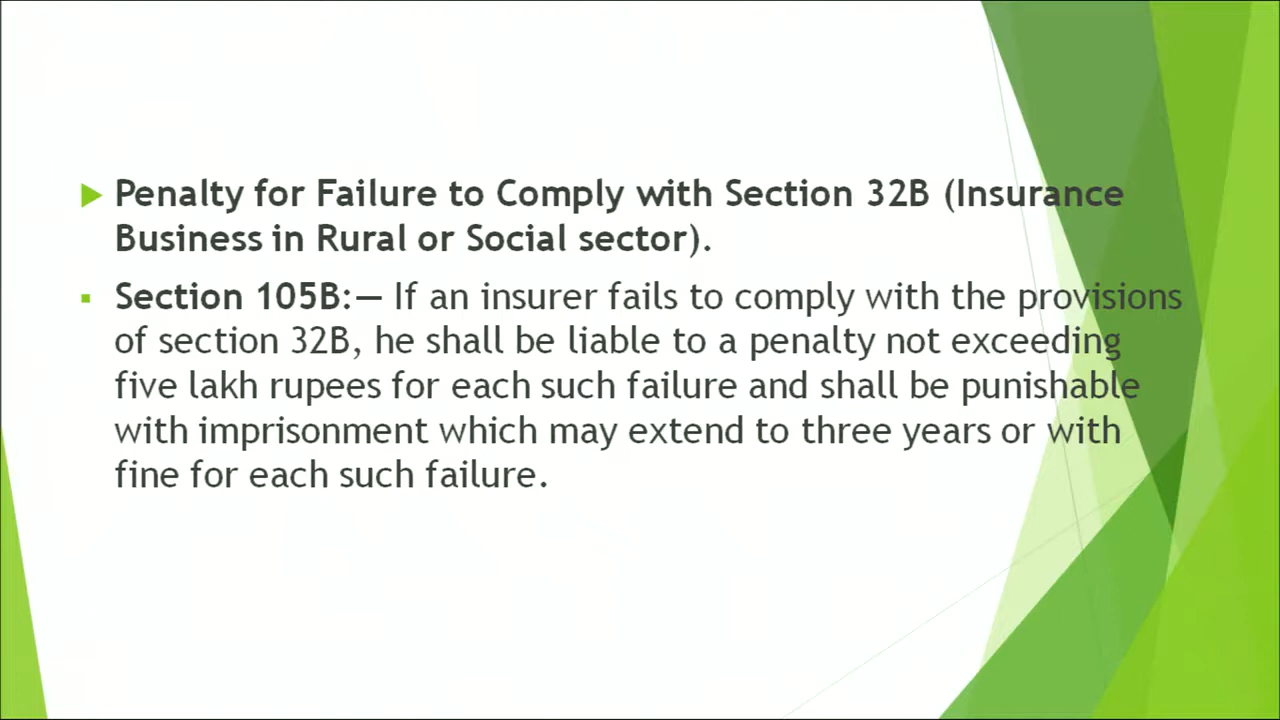 Penalty for Failure to Comply with Section 32B (Insurance
Business in Rural or Social sector).
Section 105B:— If an insurer fails to comply with the provisions
of section 32B, he shall be liable to a penalty not exceeding
five lakh rupees for each such failure and shall be punishable
with imprisonment which may extend to three years or with
fine for each such failure.